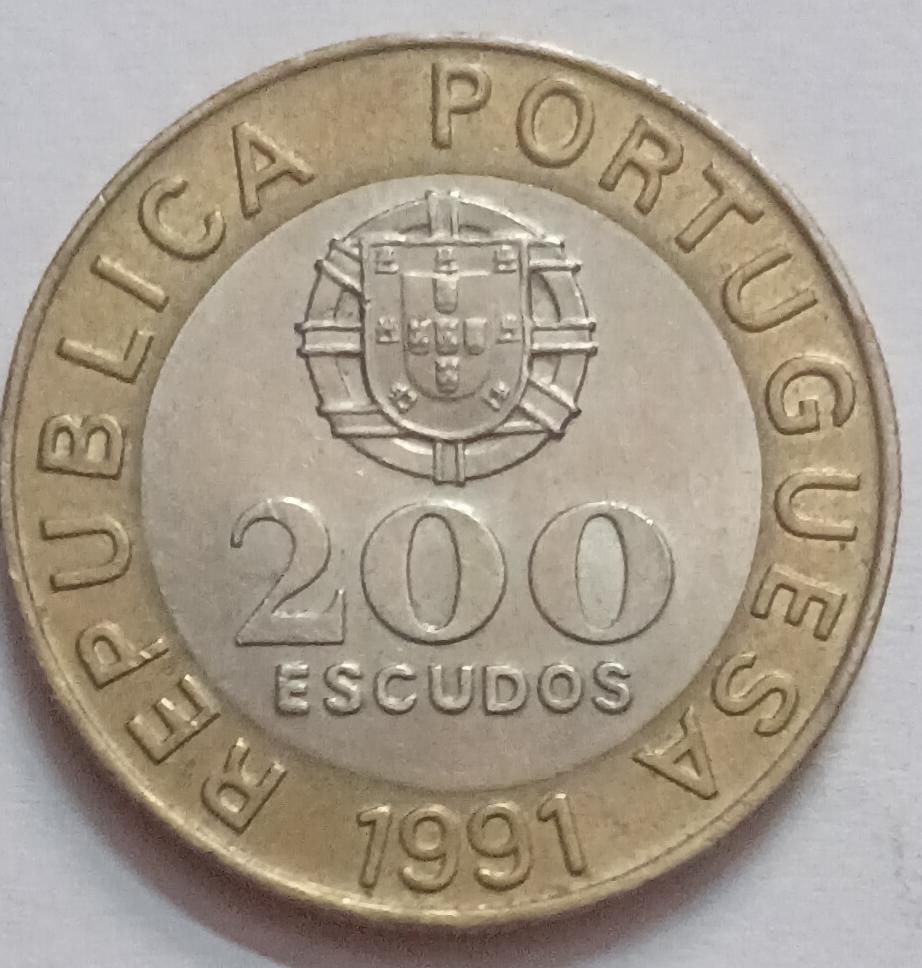 REPUBLICA PORTUGUESA
200
ESCUDOS
1991